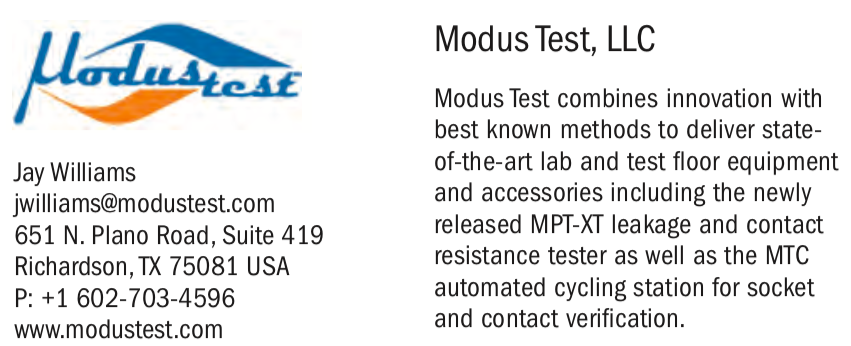 Modustest
Jay Williams
jwilliams@modustest.com
651 N. Plano Road, Suite 419
Richardson, TX 75081 USA
P: +1 602-703-4596
www.modustest.com
Modus Test, LLC
Modus Test combines innovation with
best known methods to deliver state-
of-the-art lab and test floor equipment
and accessories including the newly
released MPT-XT leakage and contact
resistance tester as well as the MTC
automated cycling station for socket
and contact verification.